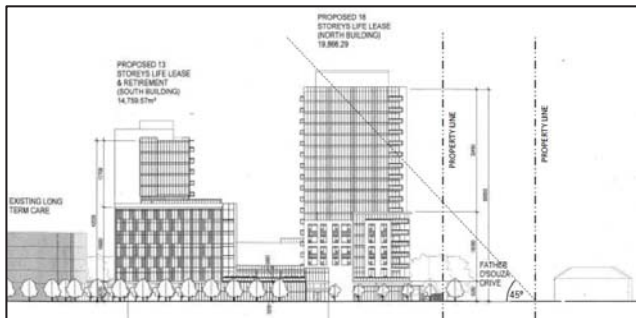 PROPOSED 18
STOREYS LIFE LEASE
(NORTH BUILDING)
19,866.29
PROPOSED 13
STOREYS LIFE LEASE
& RETIREMENT
(SOUTH BUILDING)
14,759.57m²
PROPERTY LINE
PROPERTY LINE
EXISTING LONG
TERM CARE
FATHER
D'SOUZA
DRIVE
45°